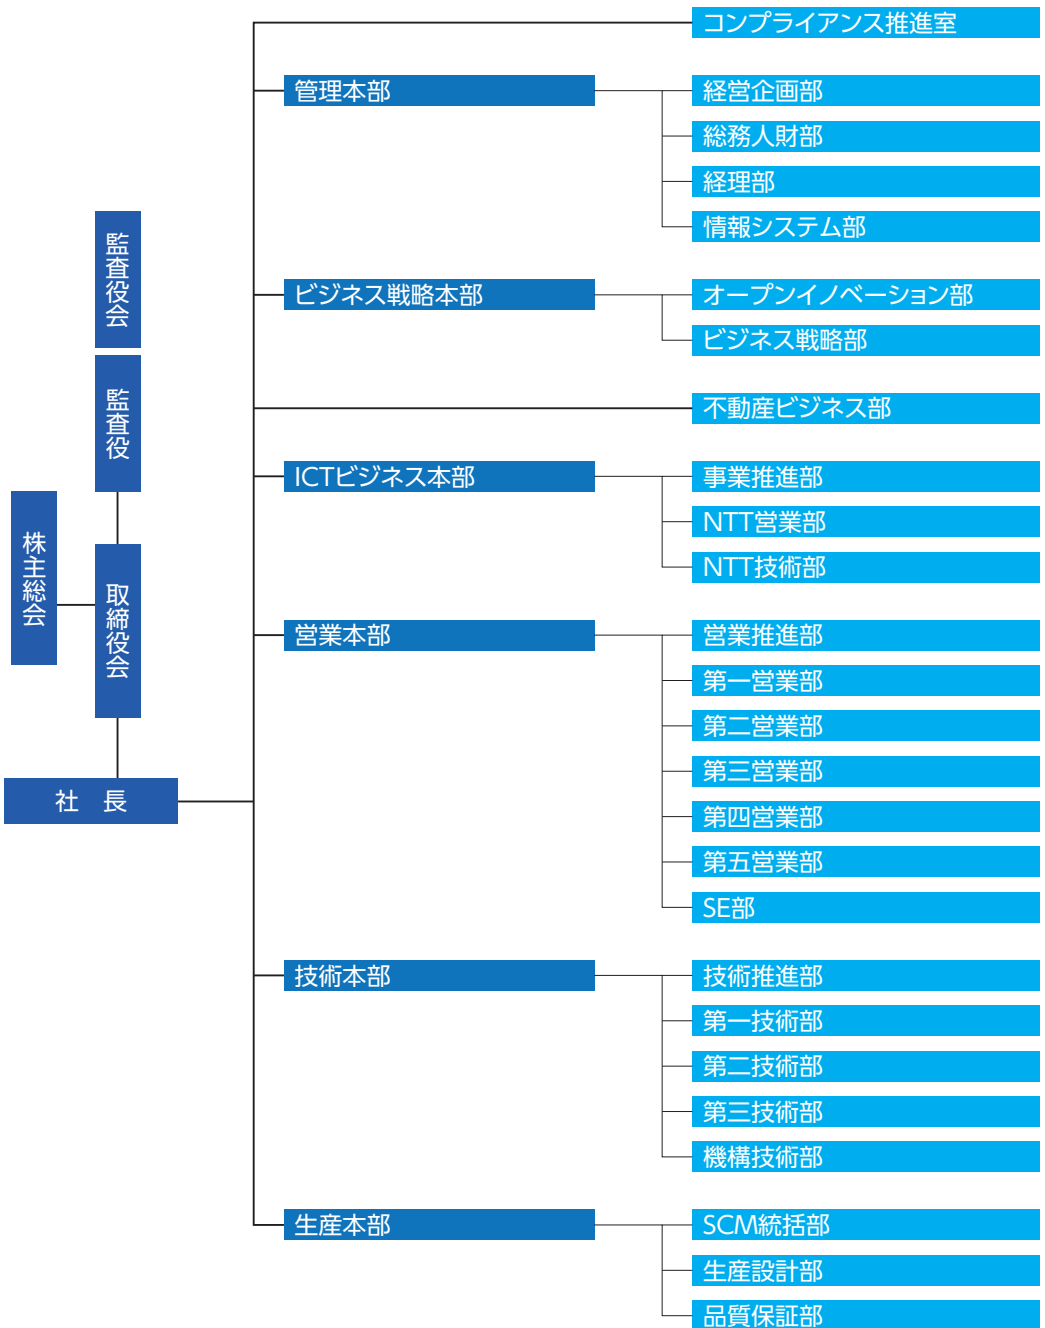 株主総会
監査役会
監査役
取締役会
社　長
コンプライアンス推進室
管理本部
経営企画部
総務人財部
経理部
情報システム部
ビジネス戦略本部
オープンイノベーション部
ビジネス戦略部
不動産ビジネス部
ICTビジネス本部
事業推進部
NTT営業部
NTT技術部
営業本部
営業推進部
第一営業部
第二営業部
第三営業部
第四営業部
第五営業部
SE部
技術本部
技術推進部
第一技術部
第二技術部
第三技術部
機構技術部
生産本部
SCM統括部
生産設計部
品質保証部